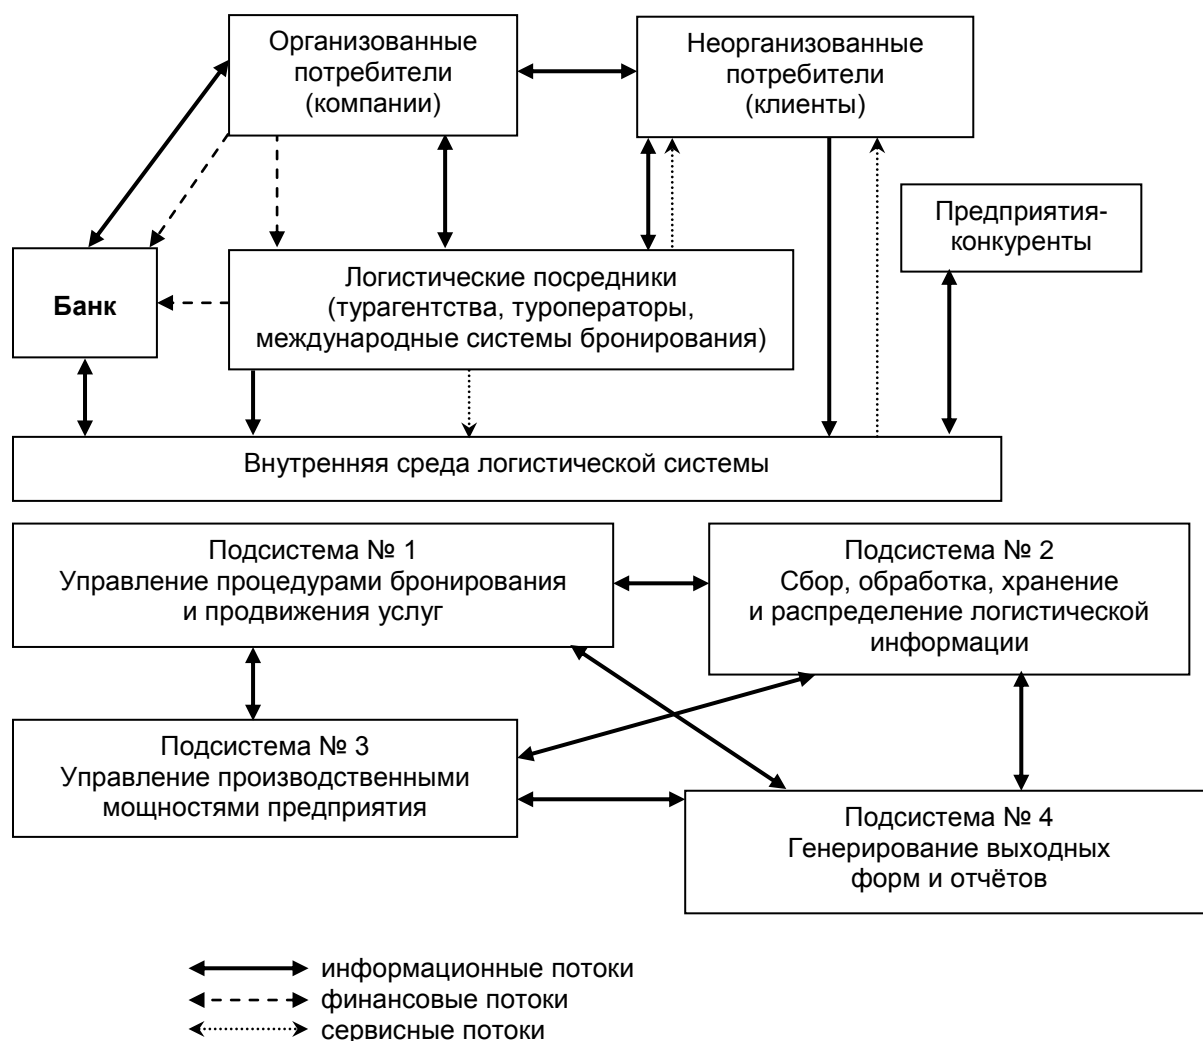 Организованные
потребители
(компании)
Неорганизованные
потребители
(клиенты)
Предприятия-
конкуренты
Банк
Логистические посредники
(турагентства, туроператоры,
международные системы бронирования)
Внутренняя среда логистической системы
Подсистема № 1
Управление процедурами бронирования
и продвижения услуг
Подсистема № 2
Сбор, обработка, хранение
и распределение логистической
информации
Подсистема № 3
Управление производственными
мощностями предприятия
Подсистема № 4
Генерирование выходных
форм и отчётов
информационные потоки
финансовые потоки
сервисные потоки